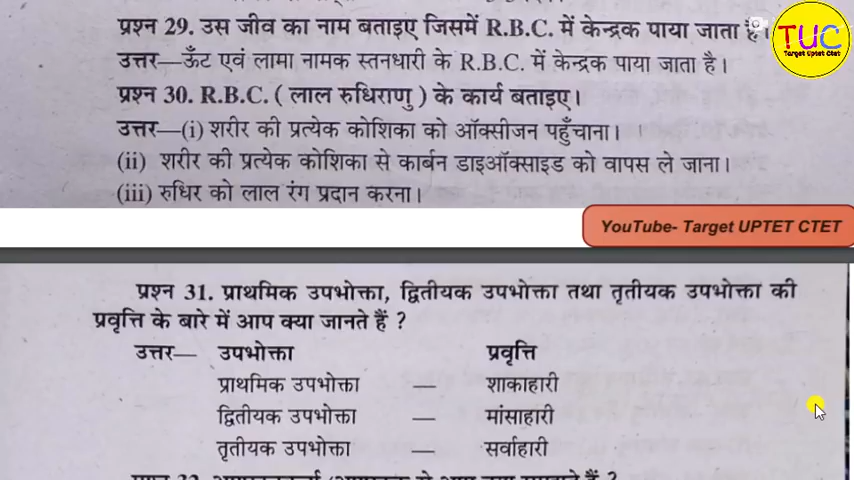 प्रश्न 29. उस जीव का नाम बताइए जिसमें R.B.C. में केन्द्रक पाया जाता है।
TUC
Target Uptet Ctet
उत्तर—ऊँट एवं लामा नामक स्तनधारी के R.B.C. में केन्द्रक पाया जाता है।
प्रश्न 30. R.B.C. ( लाल रुधिराणु ) के कार्य बताइए।
उत्तर—(i) शरीर की प्रत्येक कोशिका को ऑक्सीजन पहुँचाना।
(ii) शरीर की प्रत्येक कोशिका से कार्बन डाइऑक्साइड को वापस ले जाना।
(iii) रुधिर को लाल रंग प्रदान करना।
YouTube- Target UPTET CTET
प्रश्न 31. प्राथमिक उपभोक्ता, द्वितीयक उपभोक्ता तथा तृतीयक उपभोक्ता की
प्रवृत्ति के बारे में आप क्या जानते हैं ?
उत्तर— उपभोक्ता प्रवृत्ति
प्राथमिक उपभोक्ता — शाकाहारी
द्वितीयक उपभोक्ता — मांसाहारी
तृतीयक उपभोक्ता — सर्वाहारी